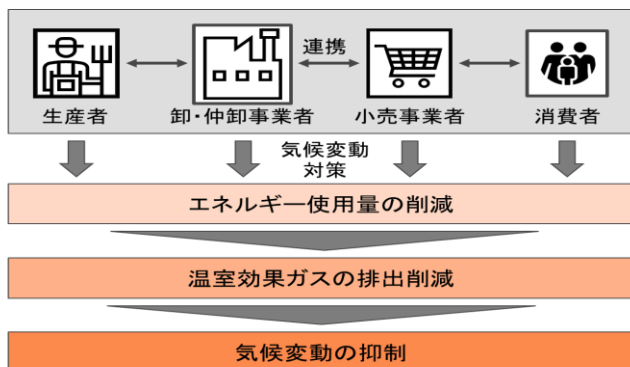 連携
生産者
卸・仲卸事業者
小売事業者
消費者
気候変動
対策
エネルギー使用量の削減
温室効果ガスの排出削減
気候変動の抑制